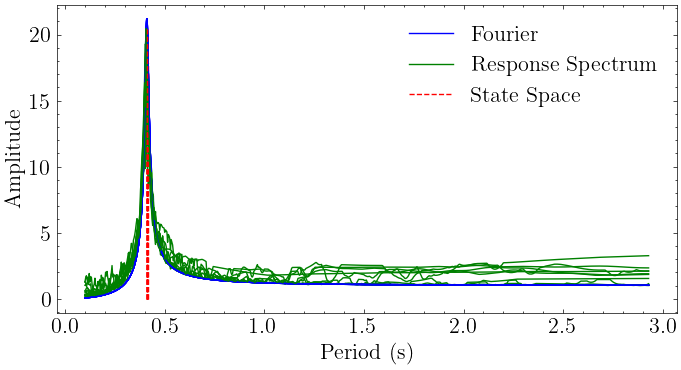 Fourier
Response Spectrum
State Space
Amplitude
20
15
10
5
0
0.0 0.5 1.0 1.5 2.0 2.5 3.0
Period (s)